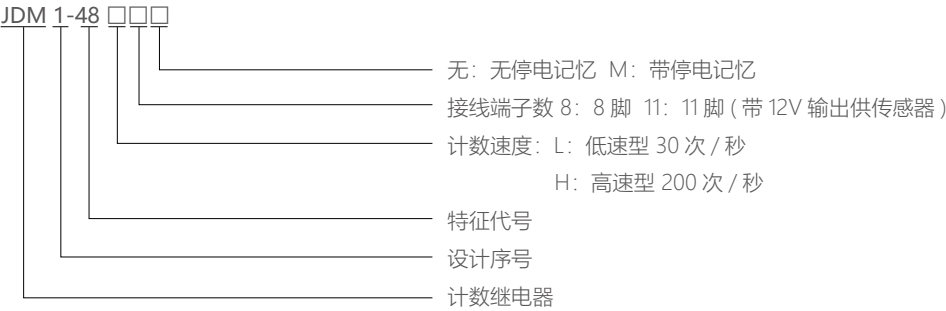 JDM 1-48 □□□
无：无停电记忆 M：带停电记忆
接线端子数 8：8 脚 11：11 脚 ( 带 12V 输出供传感器 )
计数速度：L：低速型 30 次 / 秒
H：高速型 200 次 / 秒
特征代号
设计序号
计数继电器